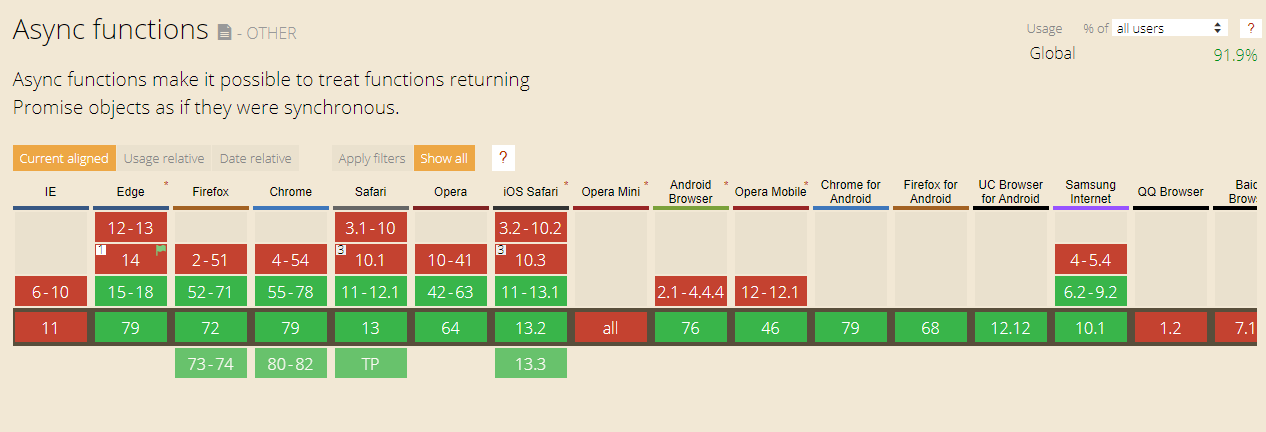 Async functions - OTHER
Usage % of all users ?
Global 91.9%
Async functions make it possible to treat functions returning
Promise objects as if they were synchronous.
Current aligned Usage relative Date relative Apply filters Show all ?
IE Edge * Firefox Chrome Safari Opera iOS Safari * Opera Mini * Android Browser * Opera Mobile * Chrome for Android Firefox for Android UC Browser for Android Samsung Internet QQ Browser Baid Brows
12-13 3.1-10 3.2-10.2
1 14 2-51 4-54 3 10.1 10-41 3 10.3 4-5.4
6-10 15-18 52-71 55-78 11-12.1 42-63 11-13.1 2.1-4.4.4 12-12.1 6.2-9.2
11 79 72 79 13 64 13.2 all 76 46 79 68 12.12 10.1 1.2 7.1
73-74 80-82 TP 13.3